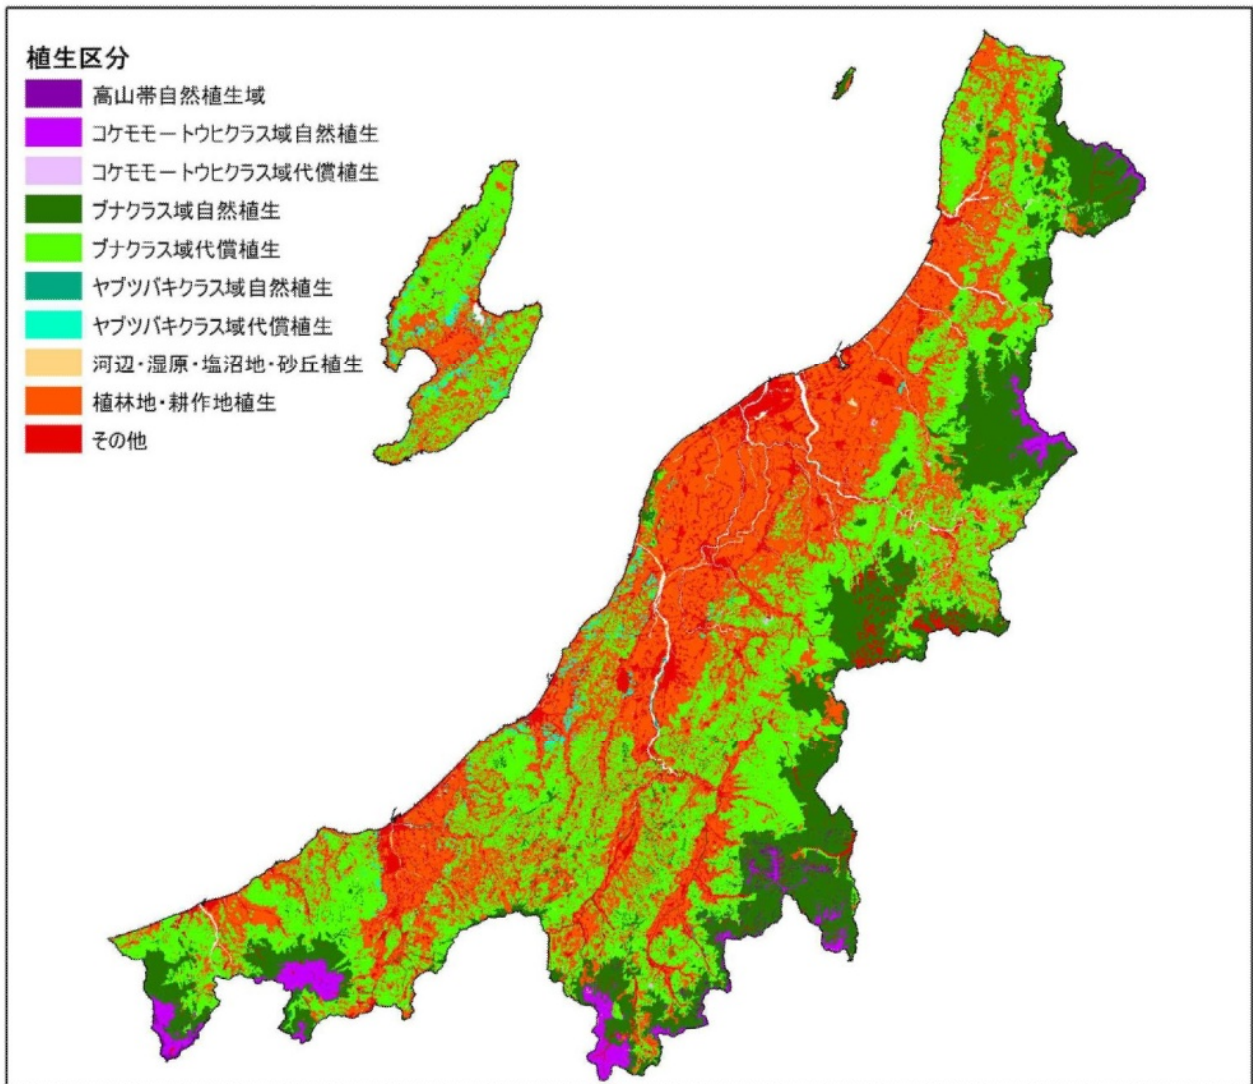 植生区分
高山帯自然植生域
コケモモートウヒクラス域自然植生
コケモモートウヒクラス域代償植生
ブナクラス域自然植生
ブナクラス域代償植生
ヤブツバキクラス域自然植生
ヤブツバキクラス域代償植生
河辺・湿原・塩沼地・砂丘植生
植林地・耕作地植生
その他